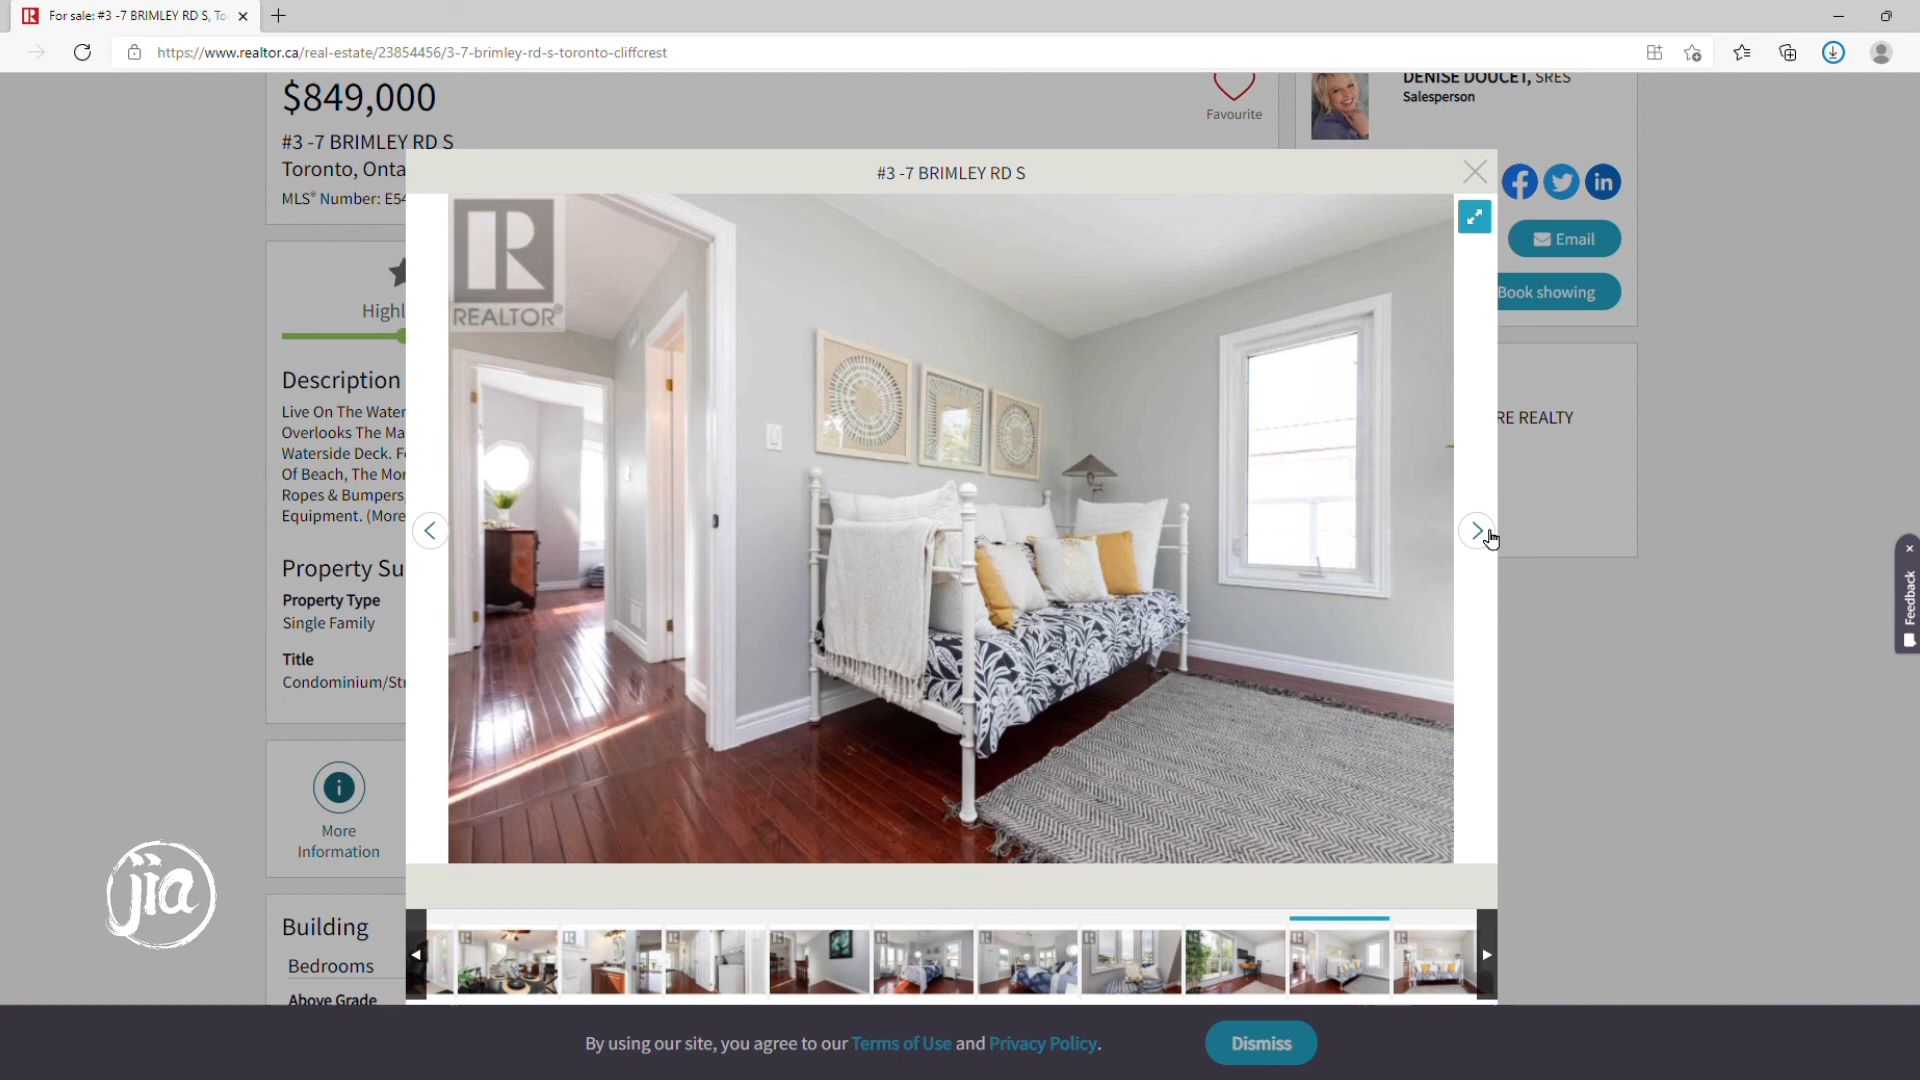 For sale: #3 -7 BRIMLEY RD S, To
https://www.realtor.ca/real-estate/23854456/3-7-brimley-rd-s-toronto-cliffcrest
$849,000
#3 -7 BRIMLEY RD S
Toronto, Onta
MLS® Number: E54
Favourite
DENISE DOUCET, SRES
Salesperson
Email
Book showing
RE REALTY
#3 -7 BRIMLEY RD S
REALTOR®
Highl
Description
Live On The Water
Overlooks The Ma
Waterside Deck. Fe
Of Beach, The Mor
Ropes & Bumpers
Equipment. (More
Property Su
Property Type
Single Family
Title
Condominium/Str
More
Information
Building
Bedrooms
Above Grade
jia
Feedback
By using our site, you agree to our Terms of Use and Privacy Policy.
Dismiss